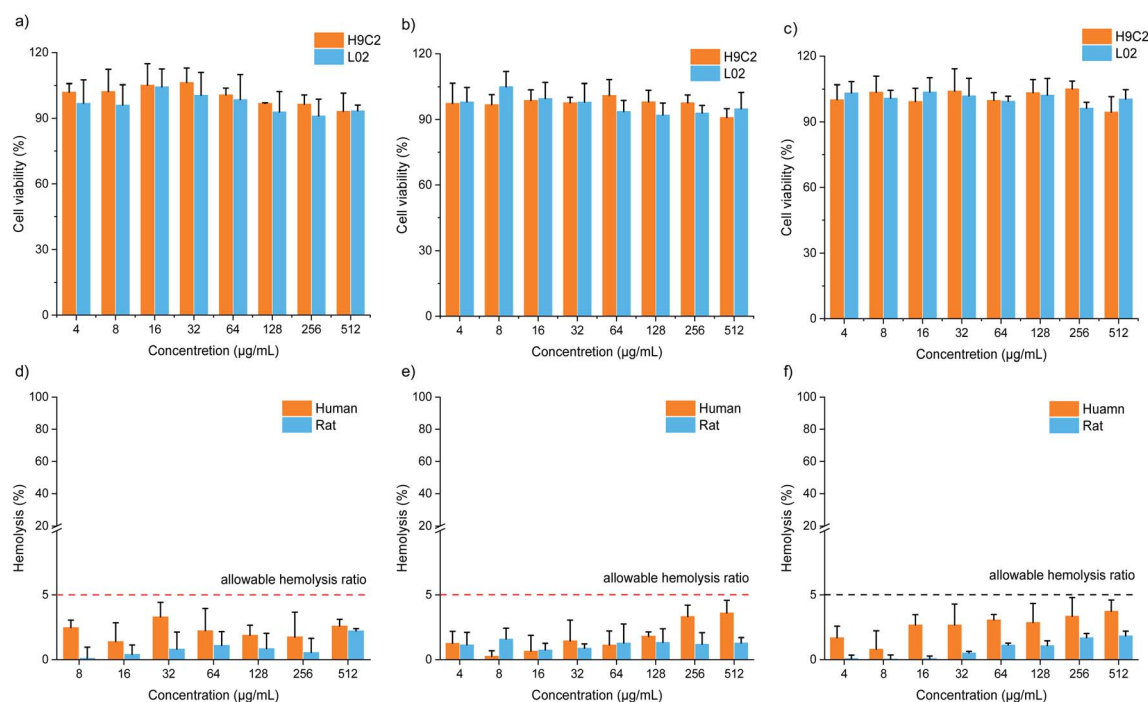 a)
H9C2
L02
120
90
60
30
0
Cell viability (%)
4 8 16 32 64 128 256 512
Concentretion (µg/mL)
b)
H9C2
L02
120
90
60
30
0
Cell viability (%)
4 8 16 32 64 128 256 512
Concentretion (µg/mL)
c)
H9C2
L02
120
90
60
30
0
Cell viability (%)
4 8 16 32 64 128 256 512
Concentretion (µg/mL)
d)
Human
Rat
100
80
60
40
20
5
0
Hemolysis (%)
allowable hemolysis ratio
8 16 32 64 128 256 512
Concentration (µg/mL)
e)
Human
Rat
100
80
60
40
20
5
0
Hemolysis (%)
allowable hemolysis ratio
4 8 16 32 64 128 256 512
Concentration (µg/mL)
f)
Huamn
Rat
100
80
60
40
20
5
0
Hemolysis (%)
allowable hemolysis ratio
4 8 16 32 64 128 256 512
Concentration (µg/mL)